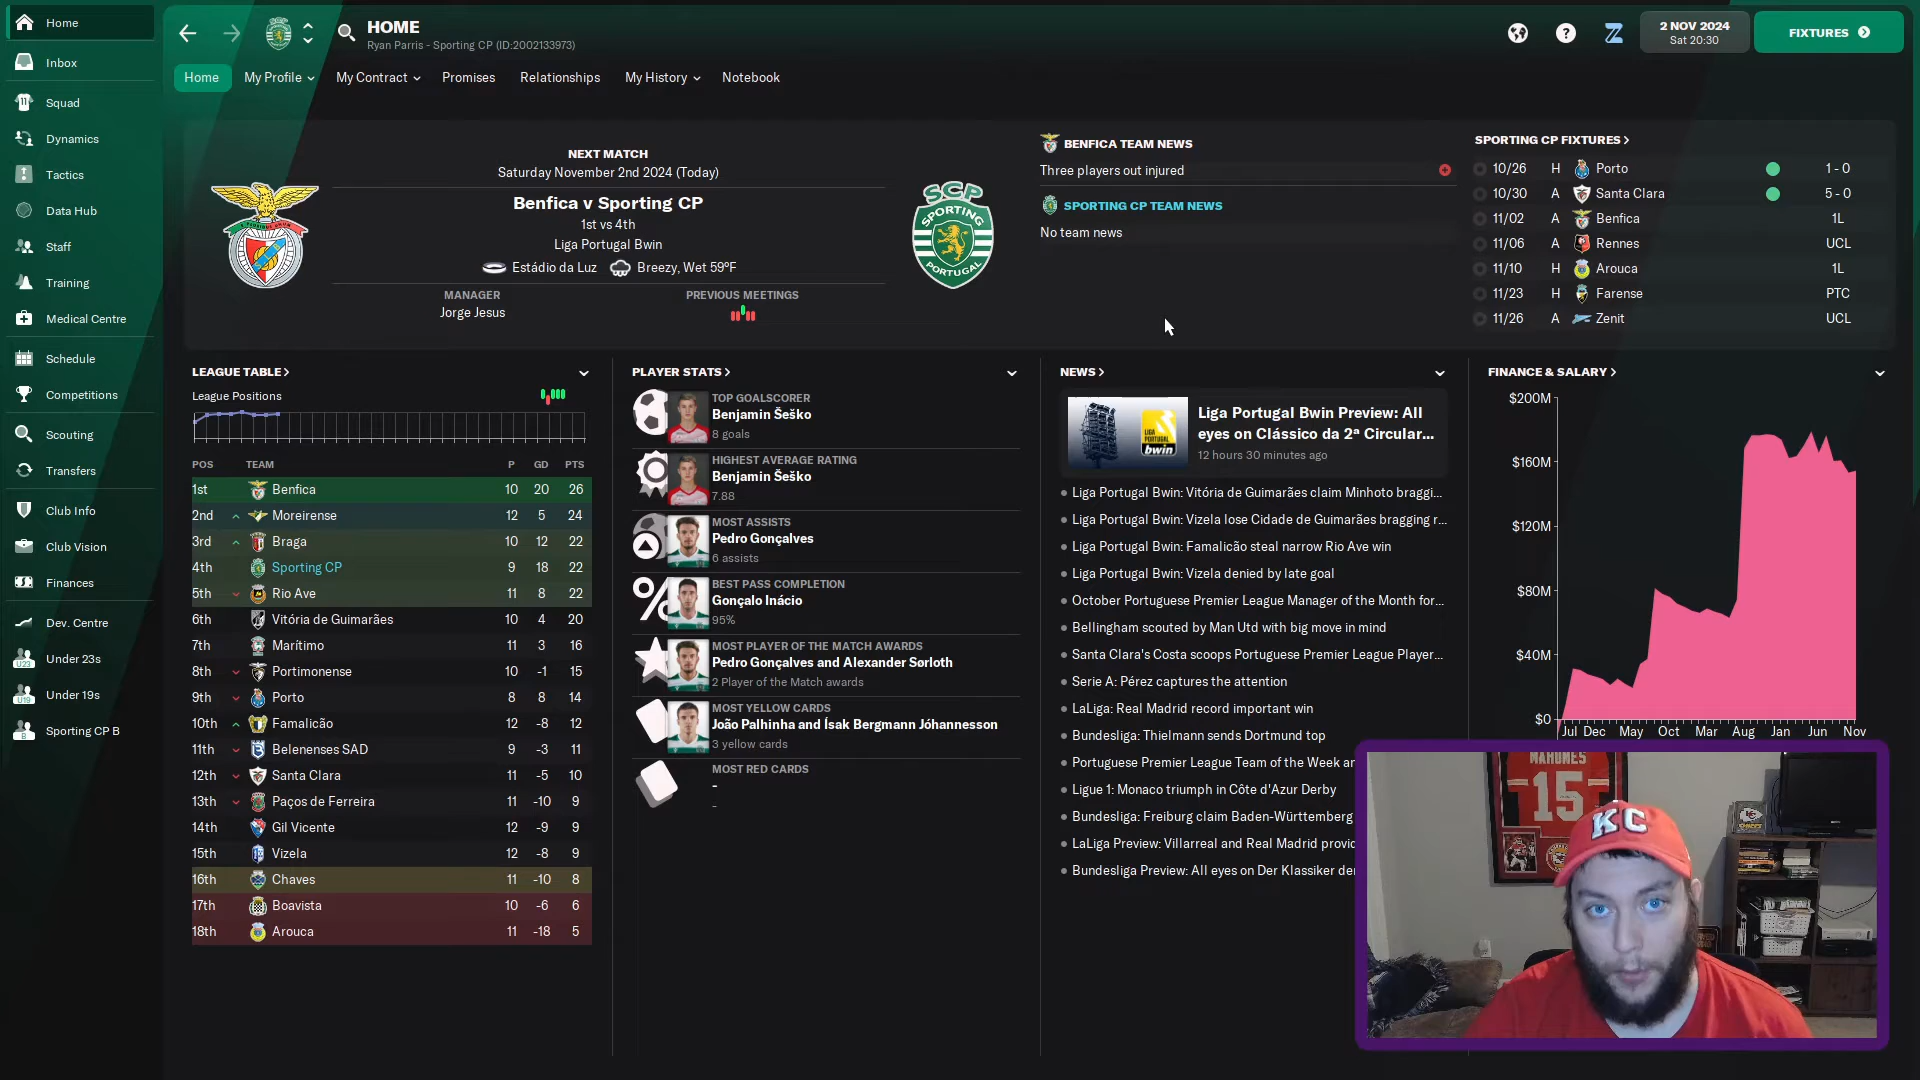 Home
Inbox
Squad
Dynamics
Tactics
Data Hub
Staff
Training
Medical Centre
Schedule
Competitions
Scouting
Transfers
Club Info
Club Vision
Finances
Dev. Centre
U23 Under 23s
U19 Under 19s
B Sporting CP B
HOME
Ryan Parris - Sporting CP (ID:2002133973)
2 NOV 2024
Sat 20:30
FIXTURES
Home My Profile My Contract Promises Relationships My History Notebook
NEXT MATCH
Saturday November 2nd 2024 (Today)
Benfica v Sporting CP
1st vs 4th
Liga Portugal Bwin
Estádio da Luz Breezy, Wet 59ºF
MANAGER
Jorge Jesus
PREVIOUS MEETINGS
SCP
SPORTING
PORTUGAL
BENFICA TEAM NEWS
Three players out injured
SPORTING CP TEAM NEWS
No team news
SPORTING CP FIXTURES >
10/26 H Porto 1 - 0
10/30 A Santa Clara 5 - 0
11/02 A Benfica 1L
11/06 A Rennes UCL
11/10 H Arouca 1L
11/23 H Farense PTC
11/26 A Zenit UCL
LEAGUE TABLE >
League Positions
POS TEAM P GD PTS
1st Benfica 10 20 26
2nd Moreirense 12 5 24
3rd Braga 10 12 22
4th Sporting CP 9 18 22
5th Rio Ave 11 8 22
6th Vitória de Guimarães 10 4 20
7th Marítimo 11 3 16
8th Portimonense 10 -1 15
9th Porto 8 8 14
10th Famalicão 12 -8 12
11th Belenenses SAD 9 -3 11
12th Santa Clara 11 -5 10
13th Paços de Ferreira 11 -10 9
14th Gil Vicente 12 -9 9
15th Vizela 12 -8 9
16th Chaves 11 -10 8
17th Boavista 10 -6 6
18th Arouca 11 -18 5
PLAYER STATS >
TOP GOALSCORER
Benjamin Šeško
8 goals
HIGHEST AVERAGE RATING
Benjamin Šeško
7.88
MOST ASSISTS
Pedro Gonçalves
6 assists
BEST PASS COMPLETION
Gonçalo Inácio
95%
MOST PLAYER OF THE MATCH AWARDS
Pedro Gonçalves and Alexander Sørloth
2 Player of the Match awards
MOST YELLOW CARDS
João Palhinha and Ísak Bergmann Jóhannesson
3 yellow cards
MOST RED CARDS
-
-
NEWS >
LIGA PORTUGAL bwin
Liga Portugal Bwin Preview: All
eyes on Clássico da 2ª Circular...
12 hours 30 minutes ago
Liga Portugal Bwin: Vitória de Guimarães claim Minhoto braggi...
Liga Portugal Bwin: Vizela lose Cidade de Guimarães bragging r...
Liga Portugal Bwin: Famalicão steal narrow Rio Ave win
Liga Portugal Bwin: Vizela denied by late goal
October Portuguese Premier League Manager of the Month for...
Bellingham scouted by Man Utd with big move in mind
Santa Clara's Costa scoops Portuguese Premier League Player...
Serie A: Pérez captures the attention
LaLiga: Real Madrid record important win
Bundesliga: Thielmann sends Dortmund top
Portuguese Premier League Team of the Week an
Ligue 1: Monaco triumph in Côte d'Azur Derby
Bundesliga: Freiburg claim Baden-Württemberg
LaLiga Preview: Villarreal and Real Madrid provid
Bundesliga Preview: All eyes on Der Klassiker der
FINANCE & SALARY >
$200M
$160M
$120M
$80M
$40M
$0
Jul Dec May Oct Mar Aug Jan Jun Nov
MAHOMES
15
KC